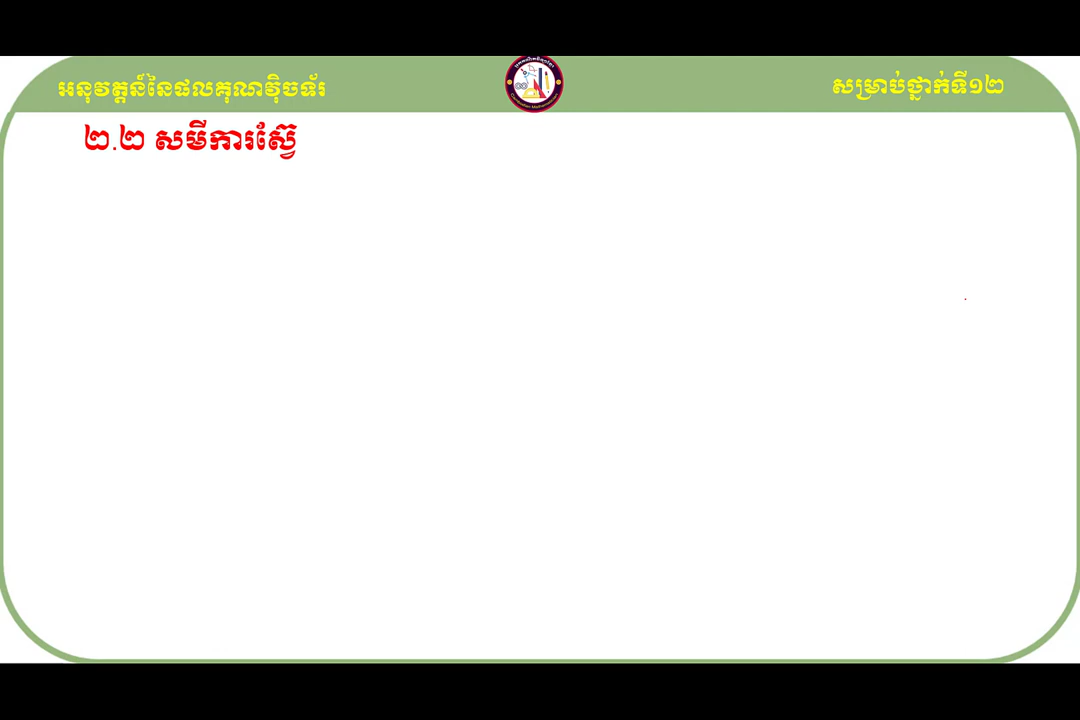 អនុវត្តន៍នៃផលគុណវ៉ិចទ័រ
សម្រាប់ថ្នាក់ទី១២
២.២ សមីការស្វ៊ែ